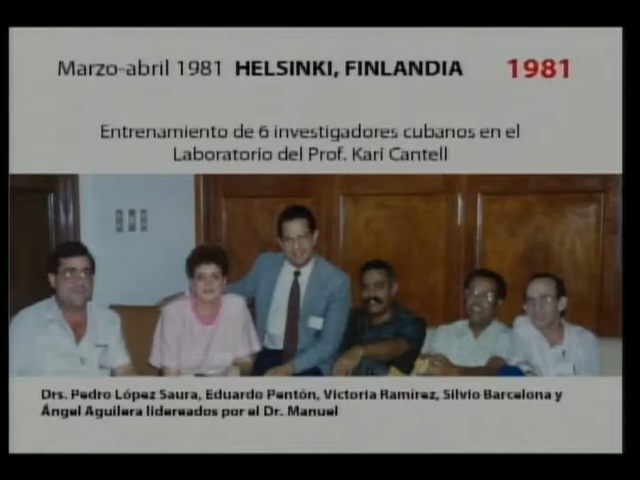 Marzo-abril 1981 HELSINKI, FINLANDIA 1981
Entrenamiento de 6 investigadores cubanos en el
Laboratorio del Prof. Kari Cantell
Drs. Pedro López Saura, Eduardo Pentón, Victoria Ramírez, Silvio Barcelona y
Ángel Aguilera lidereados por el Dr. Manuel